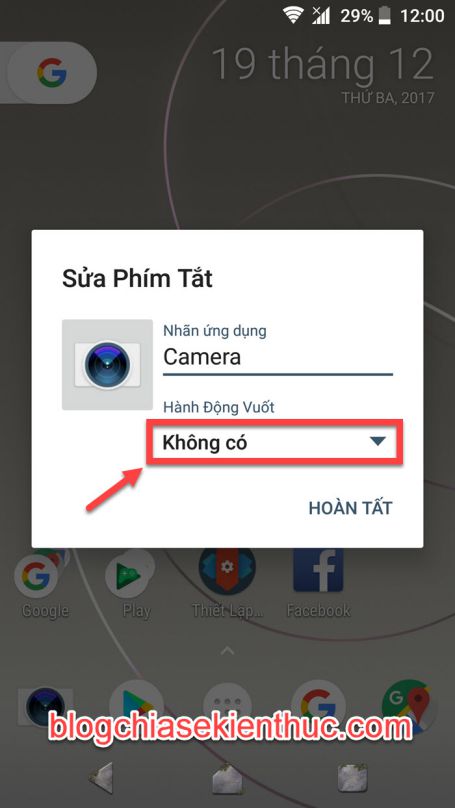 29% 12:00
19 tháng 12
THỨ BA, 2017
Sửa Phím Tắt
Nhãn ứng dụng
Camera
Hành Động Vuốt
Không có
HOÀN TẤT
Google Play Thiết Lập... Facebook
blogchiasekienthuc.com